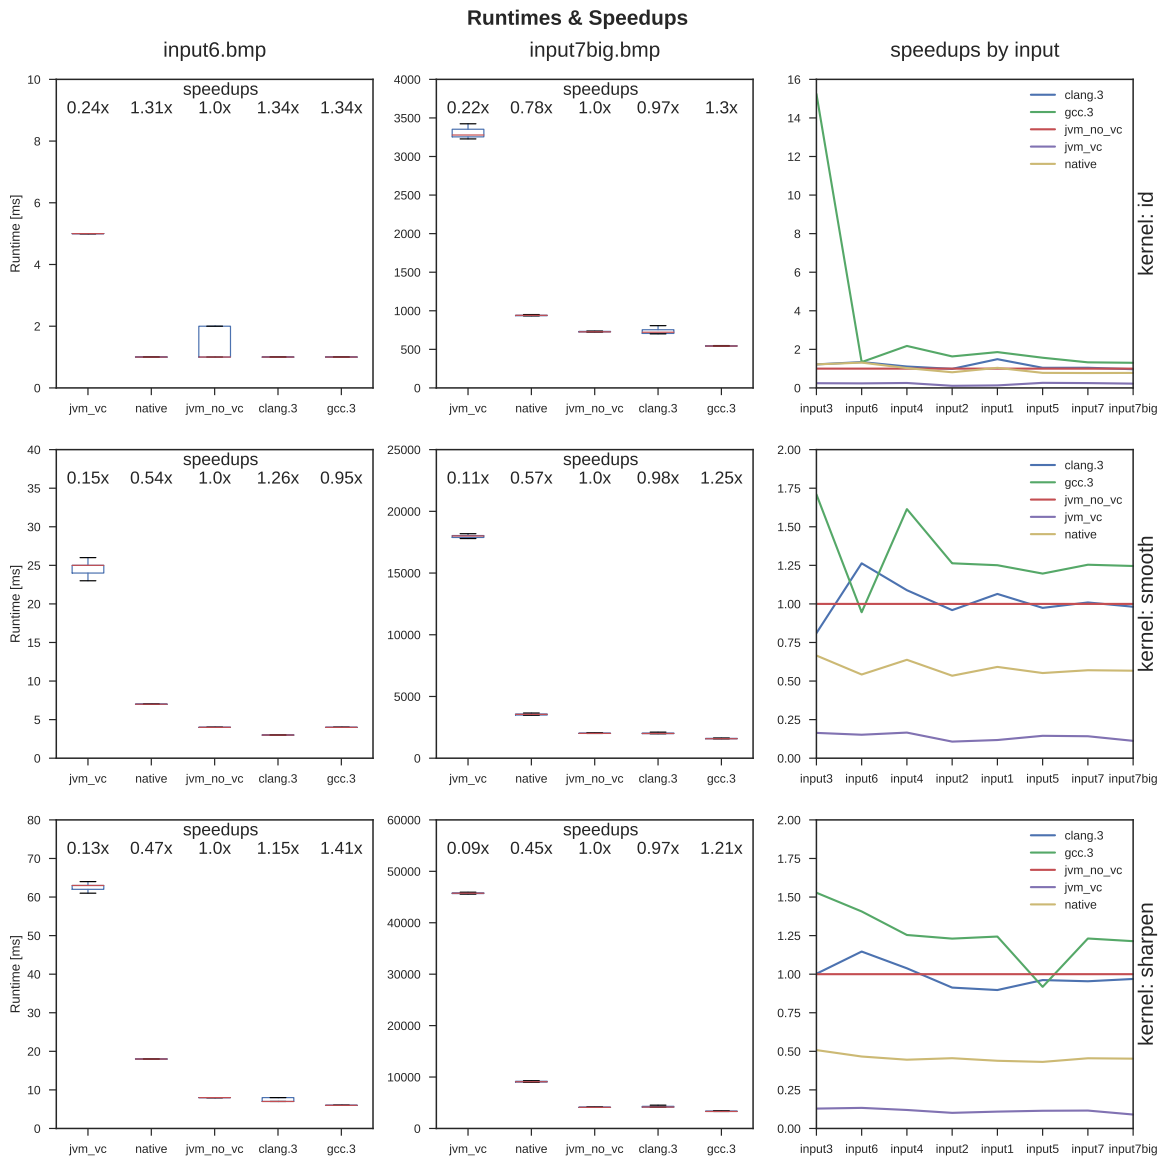 Runtimes & Speedups
input6.bmp
input7big.bmp
speedups by input
speedups
0.24x 1.31x 1.0x 1.34x 1.34x
Runtime [ms]
10
8
6
4
2
0
jvm_vc native jvm_no_vc clang.3 gcc.3
speedups
0.22x 0.78x 1.0x 0.97x 1.3x
4000
3500
3000
2500
2000
1500
1000
500
0
jvm_vc native jvm_no_vc clang.3 gcc.3
16
14
12
10
8
6
4
2
0
clang.3
gcc.3
jvm_no_vc
jvm_vc
native
input3 input6 input4 input2 input1 input5 input7 input7big
kernel: id
speedups
0.15x 0.54x 1.0x 1.26x 0.95x
Runtime [ms]
40
35
30
25
20
15
10
5
0
jvm_vc native jvm_no_vc clang.3 gcc.3
speedups
0.11x 0.57x 1.0x 0.98x 1.25x
25000
20000
15000
10000
5000
0
jvm_vc native jvm_no_vc clang.3 gcc.3
2.00
1.75
1.50
1.25
1.00
0.75
0.50
0.25
0.00
clang.3
gcc.3
jvm_no_vc
jvm_vc
native
input3 input6 input4 input2 input1 input5 input7 input7big
kernel: smooth
speedups
0.13x 0.47x 1.0x 1.15x 1.41x
Runtime [ms]
80
70
60
50
40
30
20
10
0
jvm_vc native jvm_no_vc clang.3 gcc.3
speedups
0.09x 0.45x 1.0x 0.97x 1.21x
60000
50000
40000
30000
20000
10000
0
jvm_vc native jvm_no_vc clang.3 gcc.3
2.00
1.75
1.50
1.25
1.00
0.75
0.50
0.25
0.00
clang.3
gcc.3
jvm_no_vc
jvm_vc
native
input3 input6 input4 input2 input1 input5 input7 input7big
kernel: sharpen